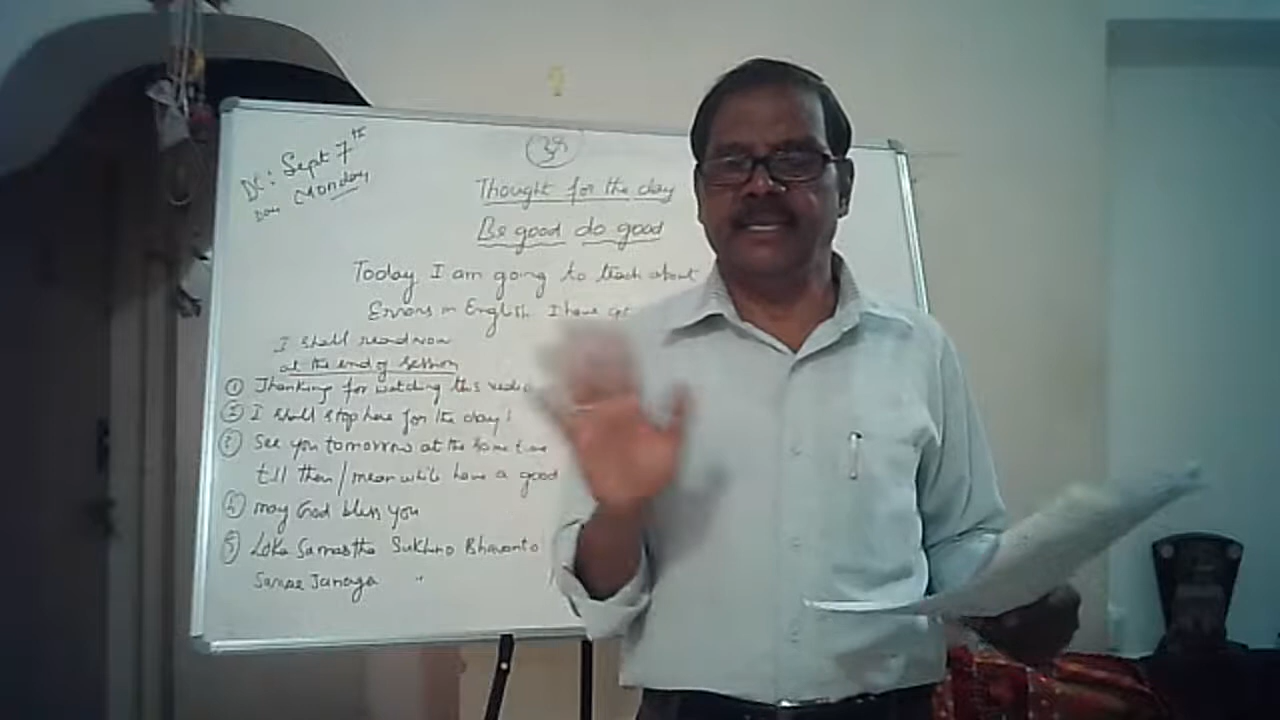 Dt: Sept 7th
Day Monday
Thought for the day
Be good do good
Today I am going to teach about
Errors in English I have
I shall read now
at the end of session
① Thanking for watching this
② I shall stop here for the day!
③ See you tomorrow at the same time
till then/mean while have a good
④ may God bless you
⑤ Loka Samastha Sukhino Bhavanto
Janaga "